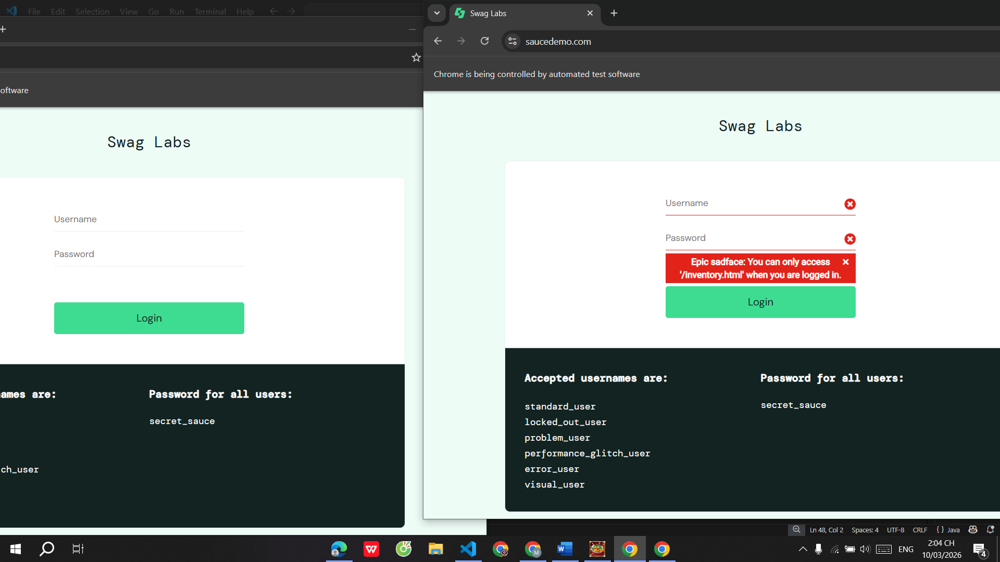 File Edit Selection View Go Run Terminal Help
oftware
Swag Labs
Username
Password
Login
ames are:
Password for all users:
secret_sauce
ch_user
Swag Labs
saucedemo.com
Chrome is being controlled by automated test software
Swag Labs
Username
Password
Epic sadface: You can only access
'/inventory.html' when you are logged in.
Login
Accepted usernames are:
Password for all users:
standard_user
secret_sauce
locked_out_user
problem_user
performance_glitch_user
error_user
visual_user
Ln 48, Col 2 Spaces: 4 UTF-8 CRLF {} Java
W
M
W
ENG
2:04 CH
10/03/2026
4